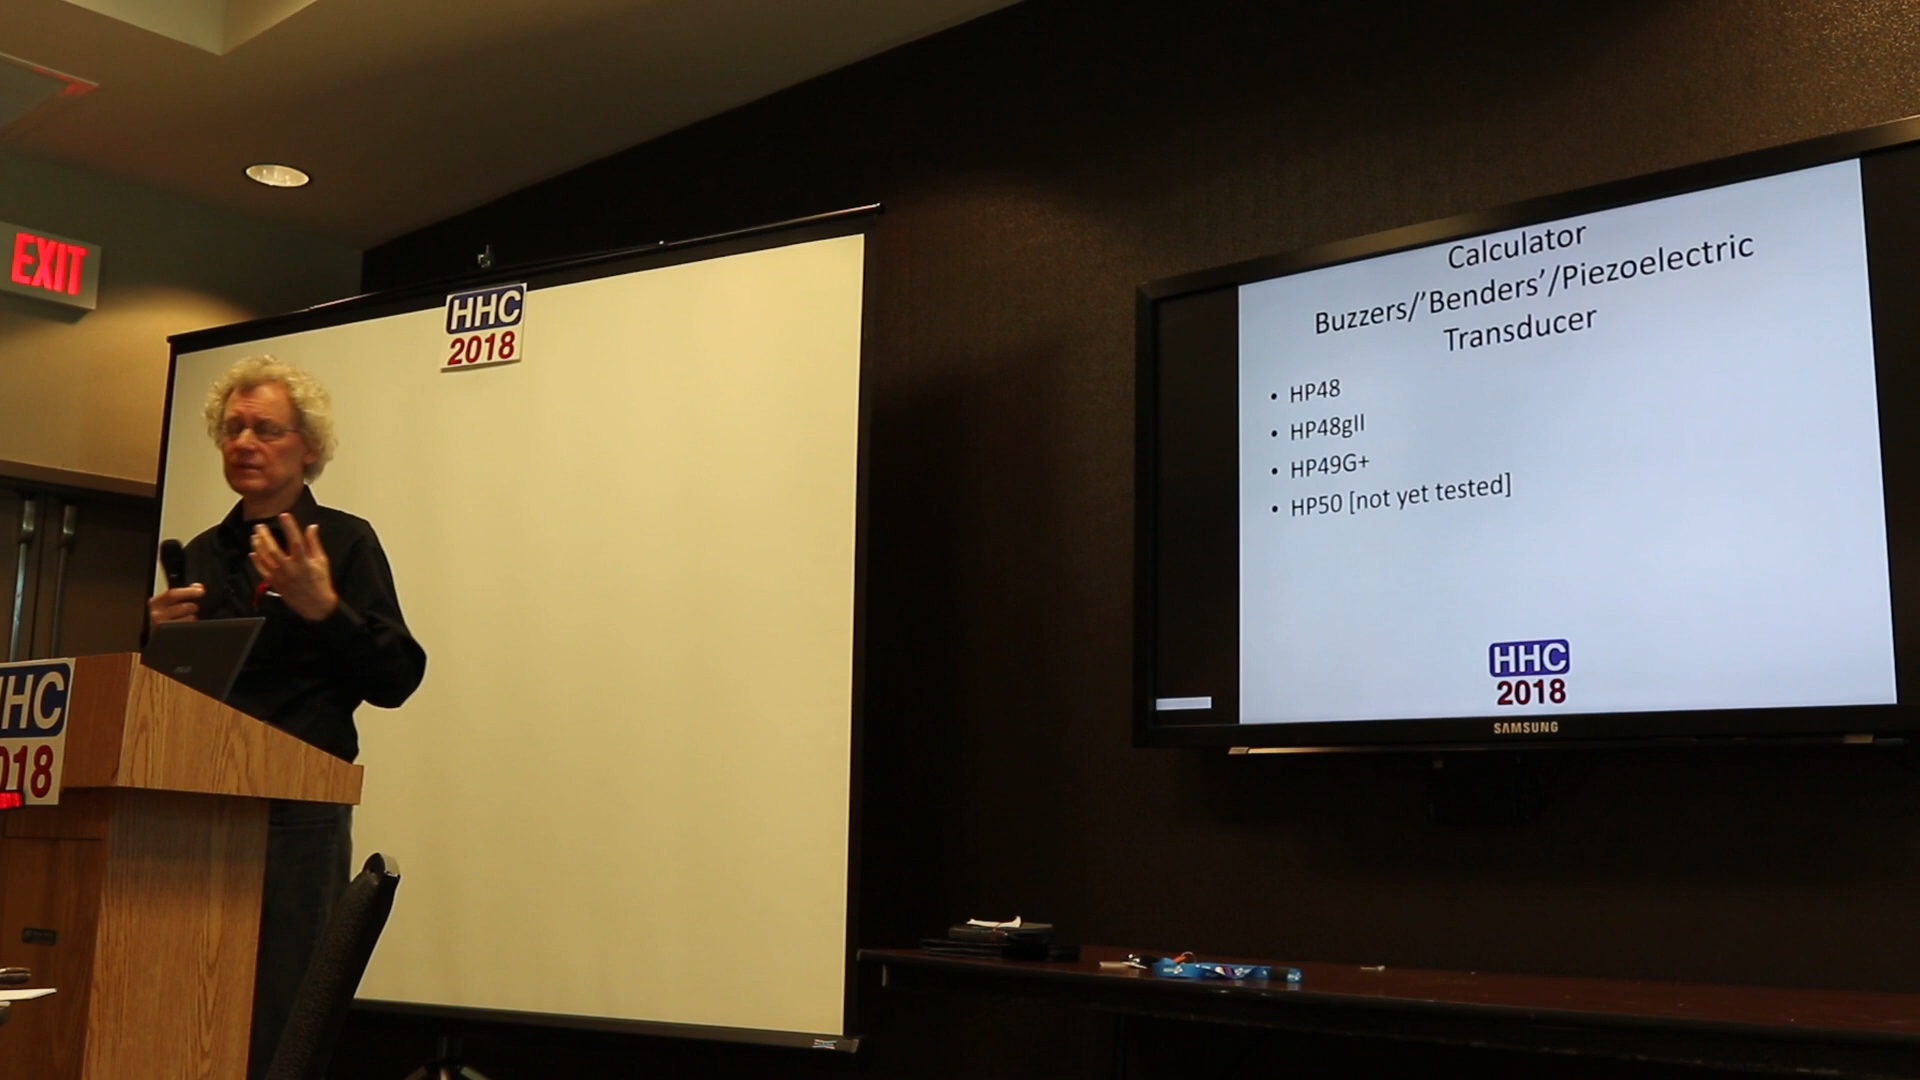 EXIT
HHC
2018
Calculator
Buzzers/’Benders’/Piezoelectric
Transducer
• HP48
• HP48gII
• HP49G+
• HP50 [not yet tested]
HHC
2018
SAMSUNG
HHC
2018